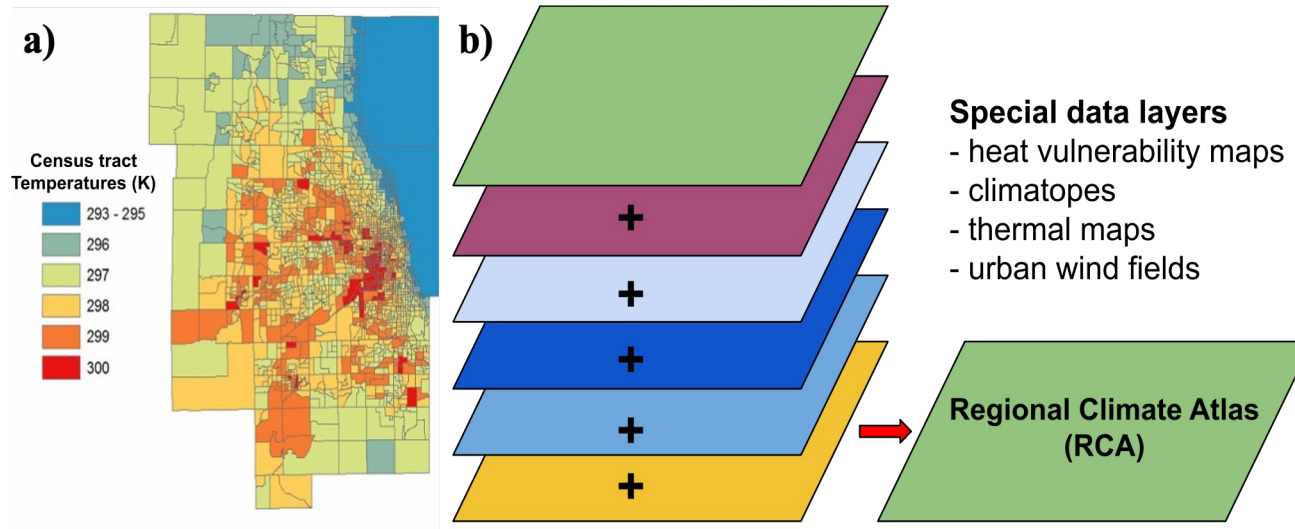 a)
Census tract
Temperatures (K)
293 - 295
296
297
298
299
300
b)
+
+
+
+
+
Special data layers
- heat vulnerability maps
- climatopes
- thermal maps
- urban wind fields
Regional Climate Atlas
(RCA)